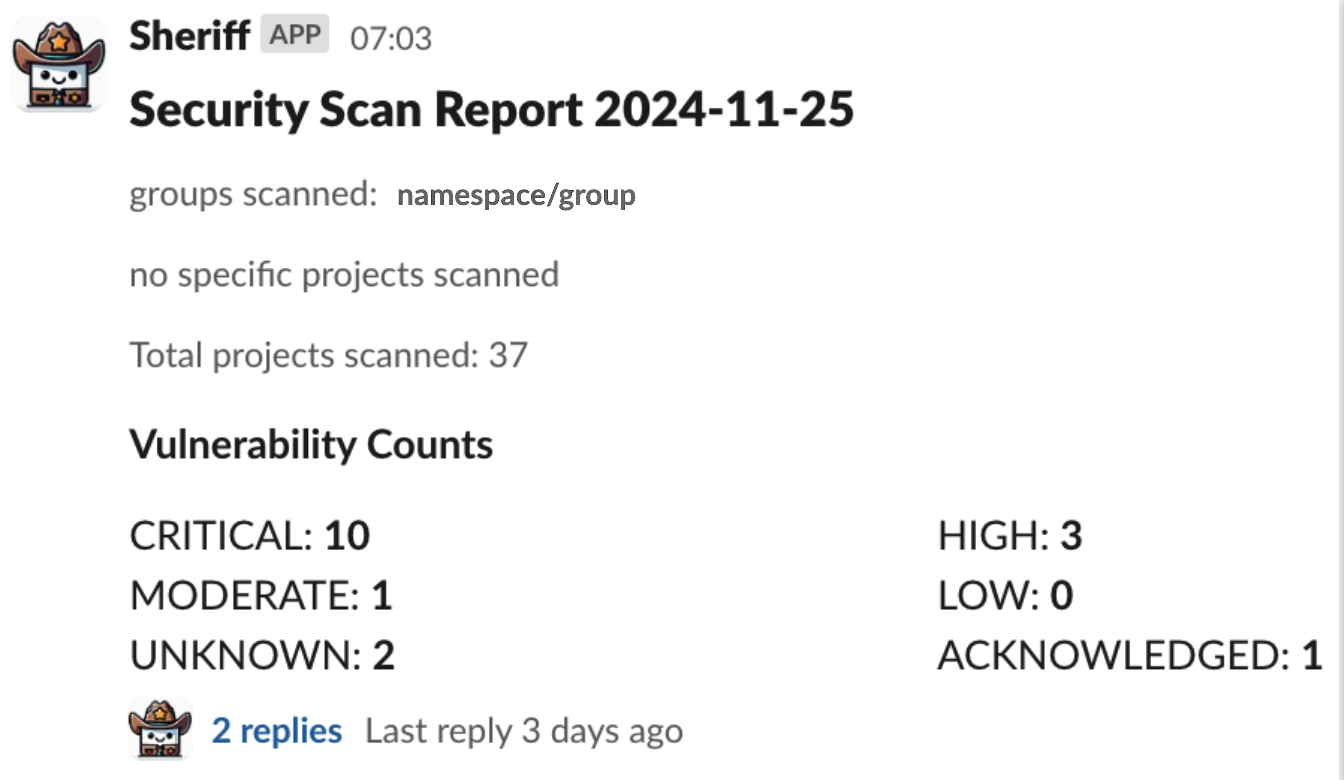 Sheriff APP 07:03
Security Scan Report 2024-11-25
groups scanned: namespace/group
no specific projects scanned
Total projects scanned: 37
Vulnerability Counts
CRITICAL: 10 HIGH: 3
MODERATE: 1 LOW: 0
UNKNOWN: 2 ACKNOWLEDGED: 1
2 replies Last reply 3 days ago